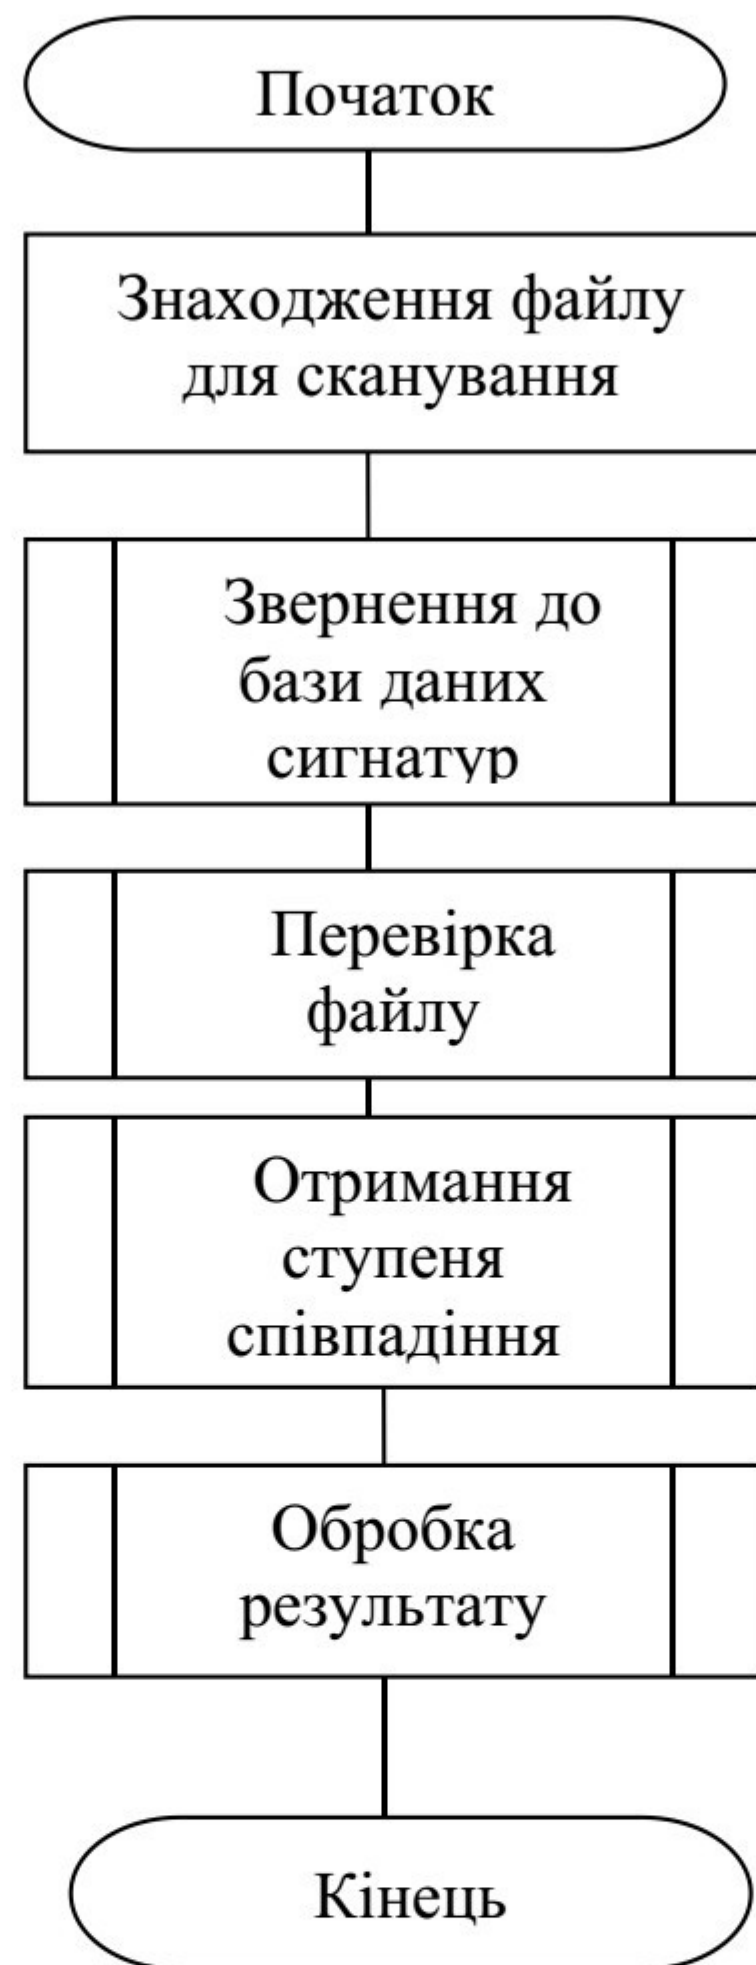 Початок
Знаходження файлу
для сканування
Звернення до
бази даних
сигнатур
Перевірка
файлу
Отримання
ступеня
співпадіння
Обробка
результату
Кінець